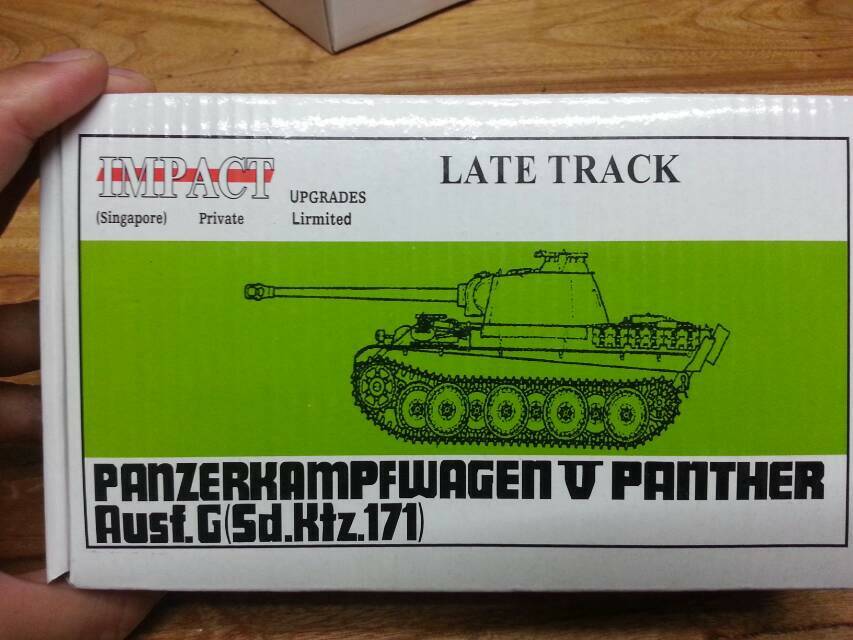 IMPACT
UPGRADES
(Singapore) Private Lirmited
LATE TRACK
PANZERKAMPFWAGEN V PANTHER
Ausf.G(Sd.Kfz.171)